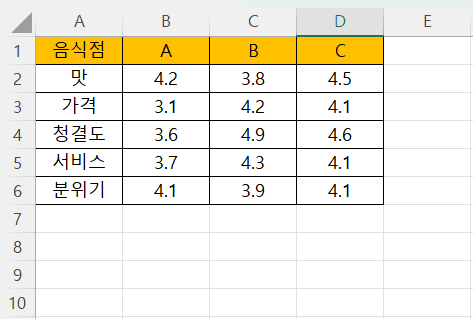 A B C D E
1 음식점 A B C
2 맛 4.2 3.8 4.5
3 가격 3.1 4.2 4.1
4 청결도 3.6 4.9 4.6
5 서비스 3.7 4.3 4.1
6 분위기 4.1 3.9 4.1
7
8
9
10